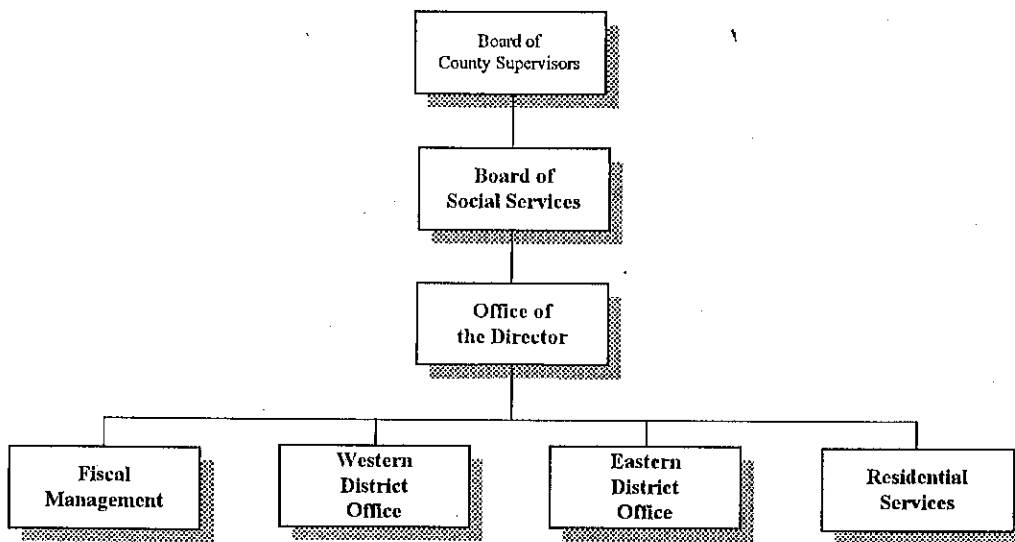 Board of
County Supervisors
Board of
Social Services
Office of
the Director
Fiscal
Management
Western
District
Office
Eastern
District
Office
Residential
Services